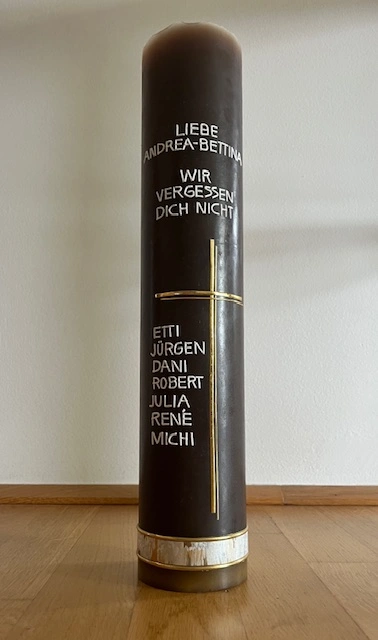 LIEBE
ANDREA-BETTINA
WIR
VERGESSEN
DICH NICHT
ETTI
JÜRGEN
DANI
ROBERT
JULIA,
RENÉ
MICHI